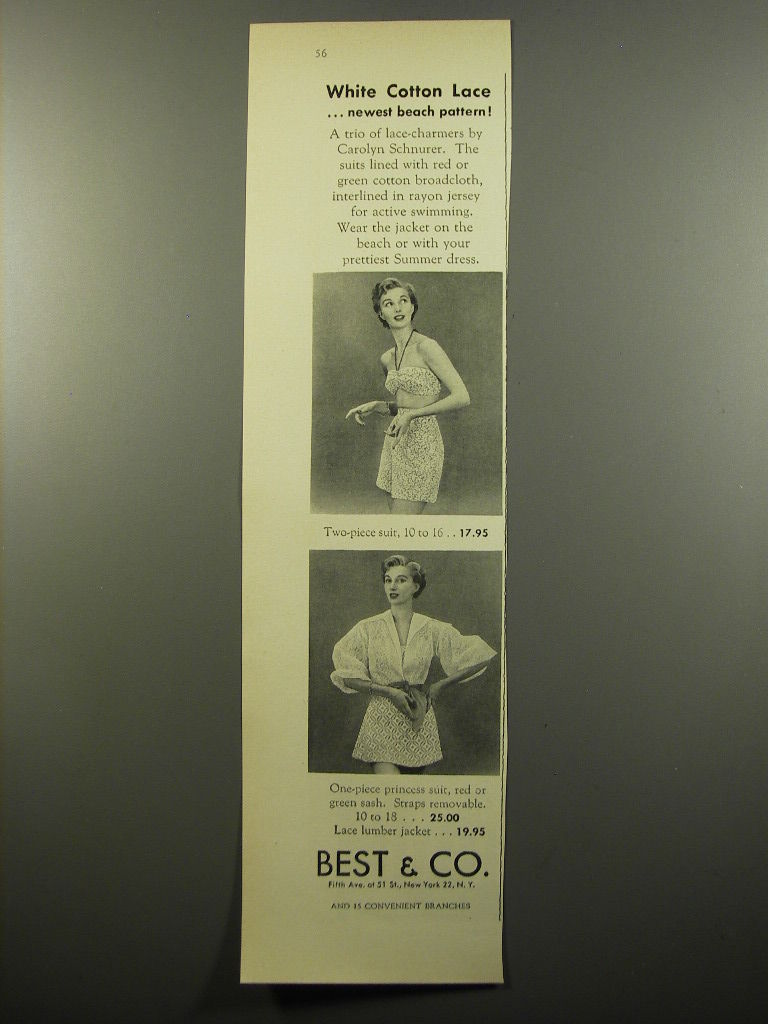 56
White Cotton Lace
... newest beach pattern!
A trio of lace-charmers by
Carolyn Schnurer. The
suits lined with red or
green cotton broadcloth,
interlined in rayon jersey
for active swimming.
Wear the jacket on the
beach or with your
prettiest Summer dress.
Two-piece suit, 10 to 16 . . 17.95
One-piece princess suit, red or
green sash. Straps removable.
10 to 18 . . . 25.00
Lace lumber jacket . . . 19.95
BEST & CO.
Fifth Ave. at 51 St., New York 22, N. Y.
AND 15 CONVENIENT BRANCHES